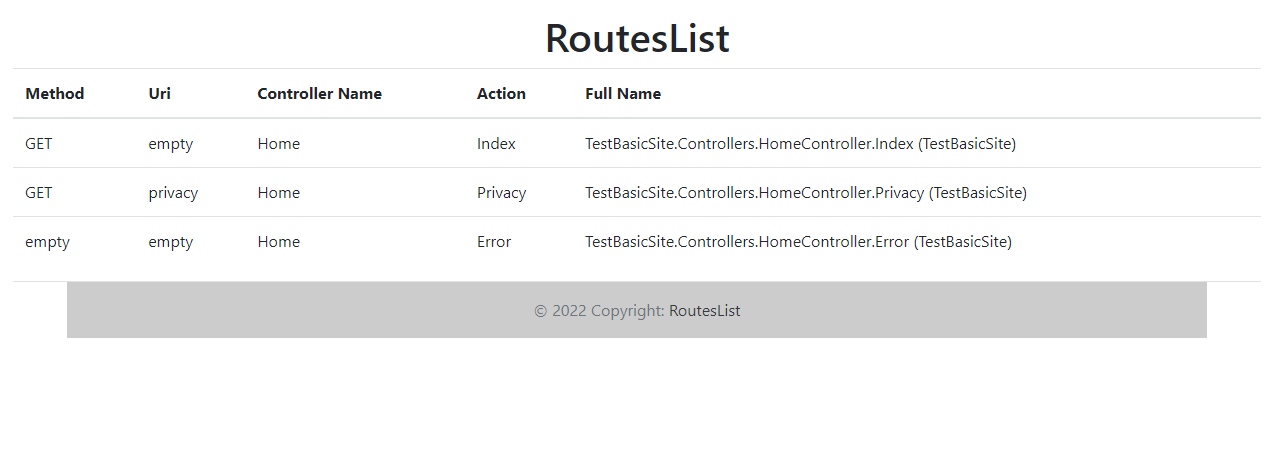 RoutesList
Method Uri Controller Name Action Full Name
GET empty Home Index TestBasicSite.Controllers.HomeController.Index (TestBasicSite)
GET privacy Home Privacy TestBasicSite.Controllers.HomeController.Privacy (TestBasicSite)
empty empty Home Error TestBasicSite.Controllers.HomeController.Error (TestBasicSite)
© 2022 Copyright: RoutesList